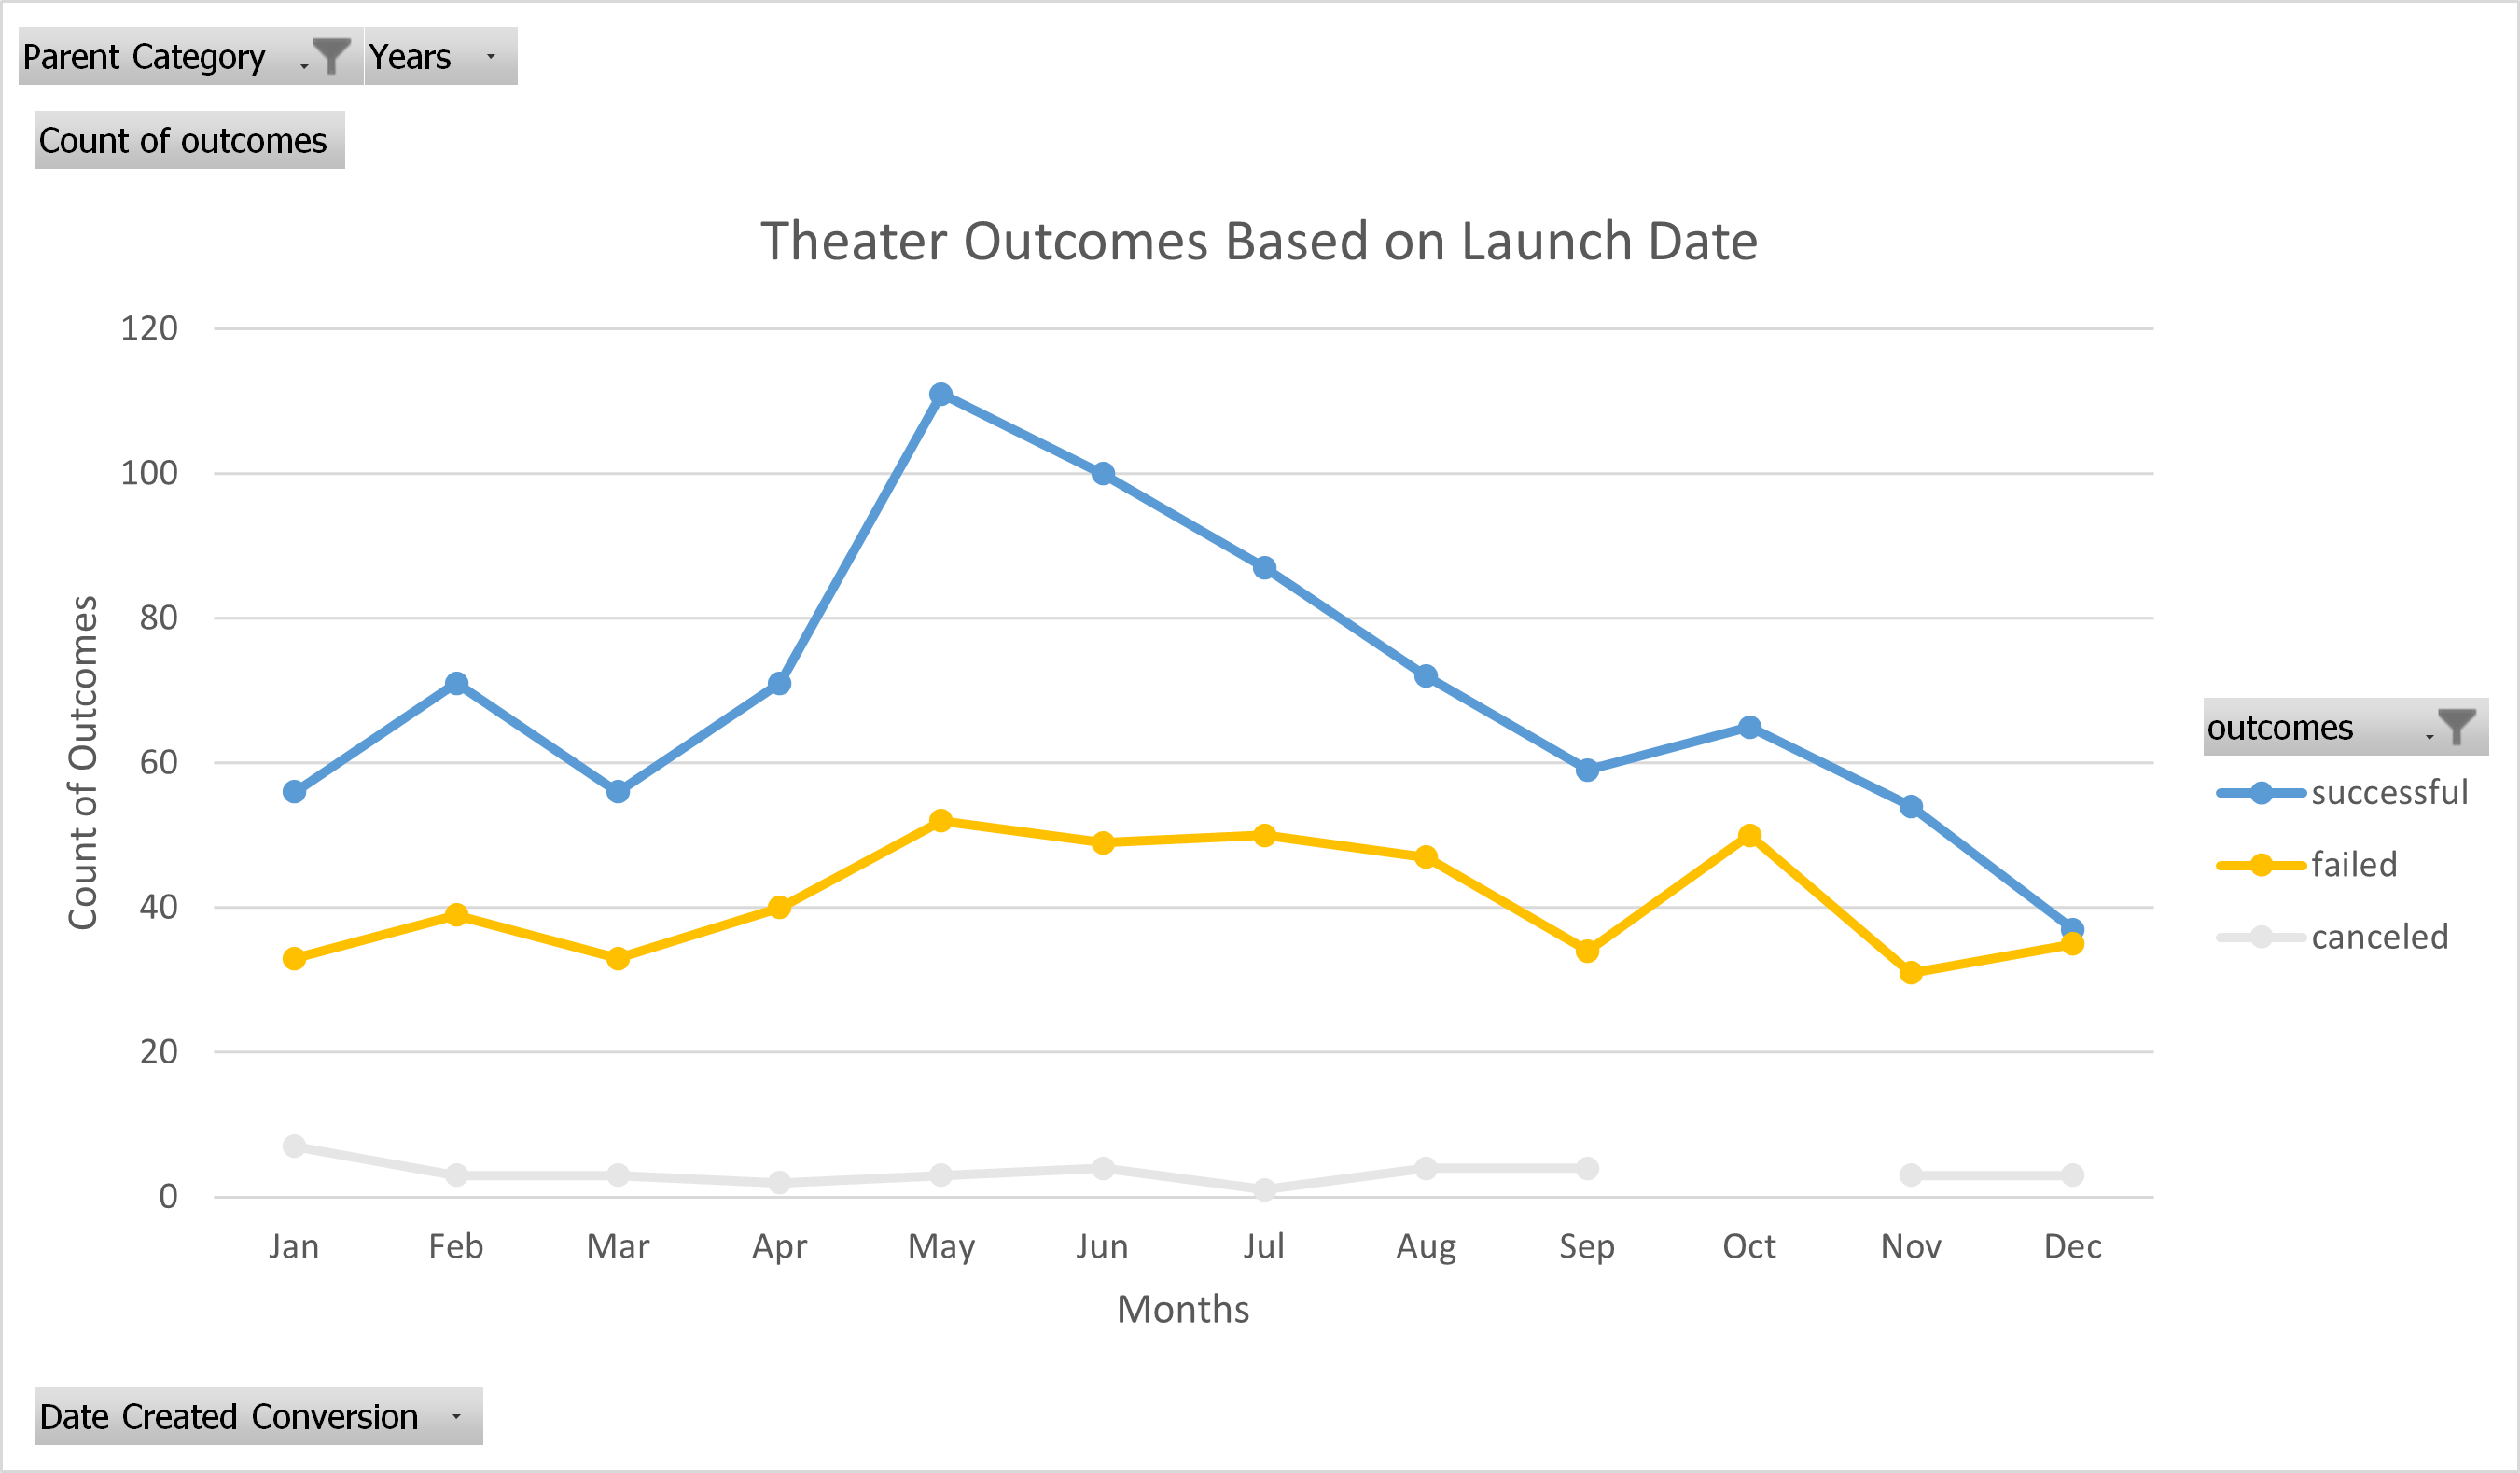 Parent Category Years
Count of outcomes
Theater Outcomes Based on Launch Date
120
100
80
60
40
20
0
Count of Outcomes
Jan Feb Mar Apr May Jun Jul Aug Sep Oct Nov Dec
Months
outcomes
successful
failed
canceled
Date Created Conversion